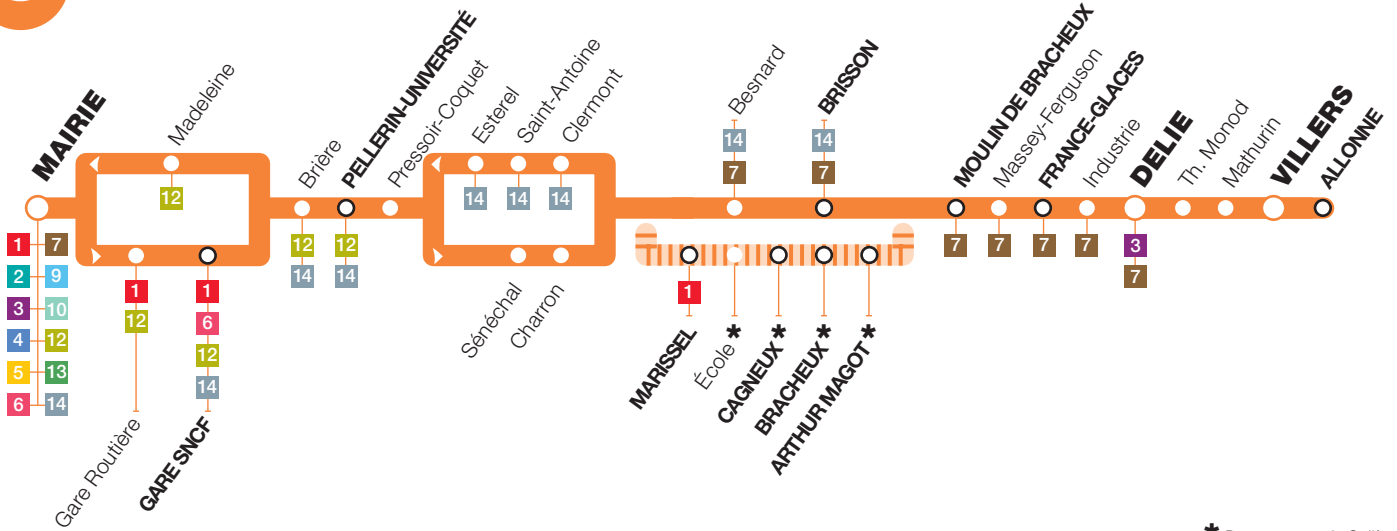 MAIRIE
1 7
2 9
3 10
4 12
5 13
6 14
Madeleine
12
Gare Routière
1
12
GARE SNCF
1
6
12
14
Brière
12
14
PELLERIN-UNIVERSITÉ
12
14
Pressoir-Coquet
Esterel
14
Saint-Antoine
14
Clermont
14
Sénéchal
Charron
Besnard
14
7
BRISSON
14
7
MARISSEL
1
École *
CAGNEUX *
BRACHEUX *
ARTHUR MAGOT *
MOULIN DE BRACHEUX
7
Massey-Ferguson
7
FRANCE-GLACES
7
Industrie
7
DELIE
3
7
Th. Monod
Mathurin
VILLERS
ALLONNE
*